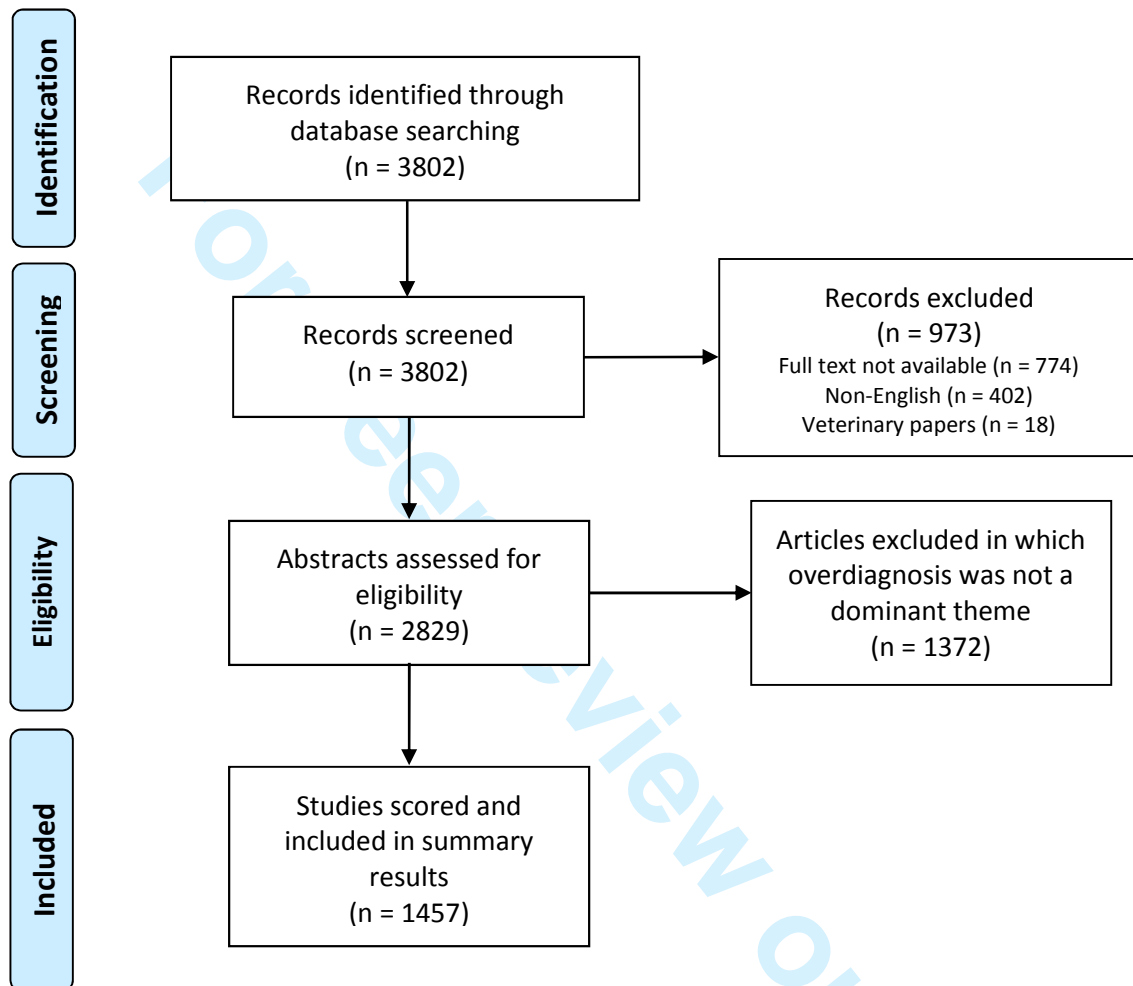 Identification
Records identified through
database searching
(n = 3802)
Screening
Records screened
(n = 3802)
Records excluded
(n = 973)
Full text not available (n = 774)
Non-English (n = 402)
Veterinary papers (n = 18)
Eligibility
Abstracts assessed for
eligibility
(n = 2829)
Articles excluded in which
overdiagnosis was not a
dominant theme
(n = 1372)
Included
Studies scored and
included in summary
results
(n = 1457)